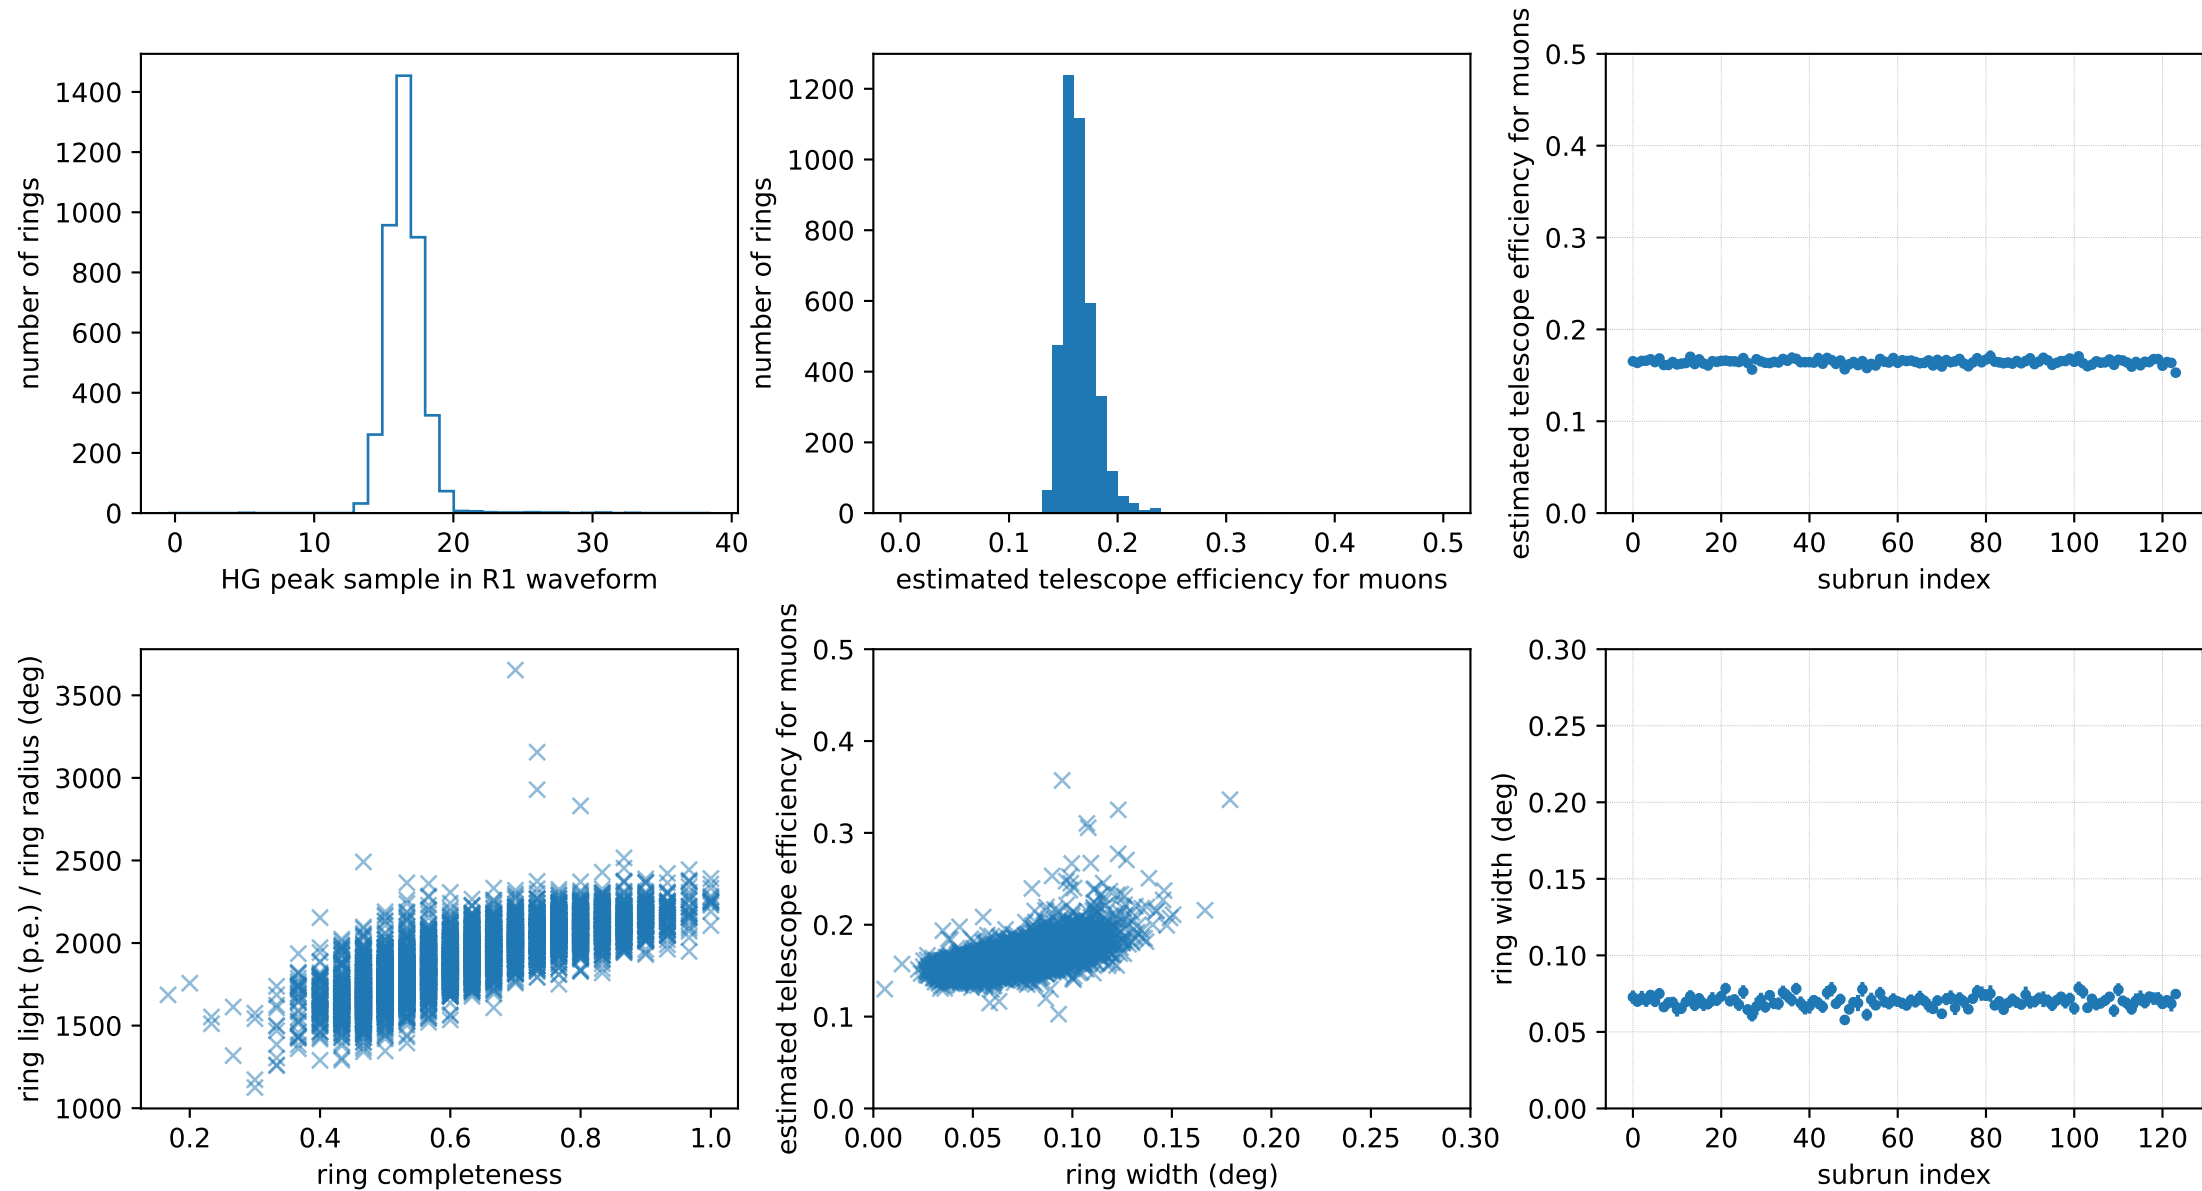 number of rings
1400
1200
1000
800
600
400
200
0
0 10 20 30 40
HG peak sample in R1 waveform
number of rings
1200
1000
800
600
400
200
0
0.0 0.1 0.2 0.3 0.4 0.5
estimated telescope efficiency for muons
estimated telescope efficiency for muons
0.5
0.4
0.3
0.2
0.1
0.0
0 20 40 60 80 100 120
subrun index
ring light (p.e.) / ring radius (deg)
3500
3000
2500
2000
1500
1000
0.2 0.4 0.6 0.8 1.0
ring completeness
estimated telescope efficiency for muons
0.5
0.4
0.3
0.2
0.1
0.0
0.00 0.05 0.10 0.15 0.20 0.25 0.30
ring width (deg)
ring width (deg)
0.30
0.25
0.20
0.15
0.10
0.05
0.00
0 20 40 60 80 100 120
subrun index